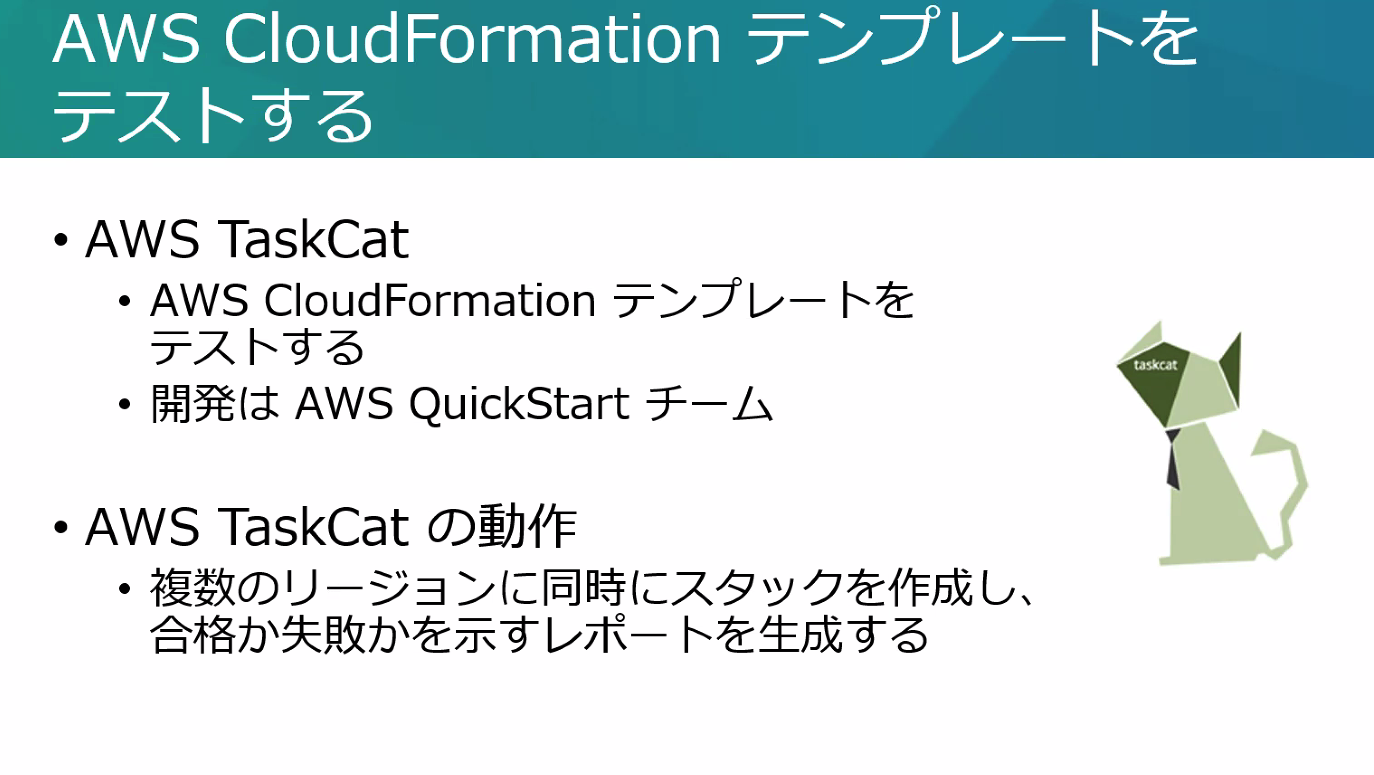 AWS CloudFormation テンプレートを
テストする
• AWS TaskCat
• AWS CloudFormation テンプレートを
テストする
• 開発は AWS QuickStart チーム
taskcat
• AWS TaskCat の動作
• 複数のリージョンに同時にスタックを作成し、
合格か失敗かを示すレポートを生成する